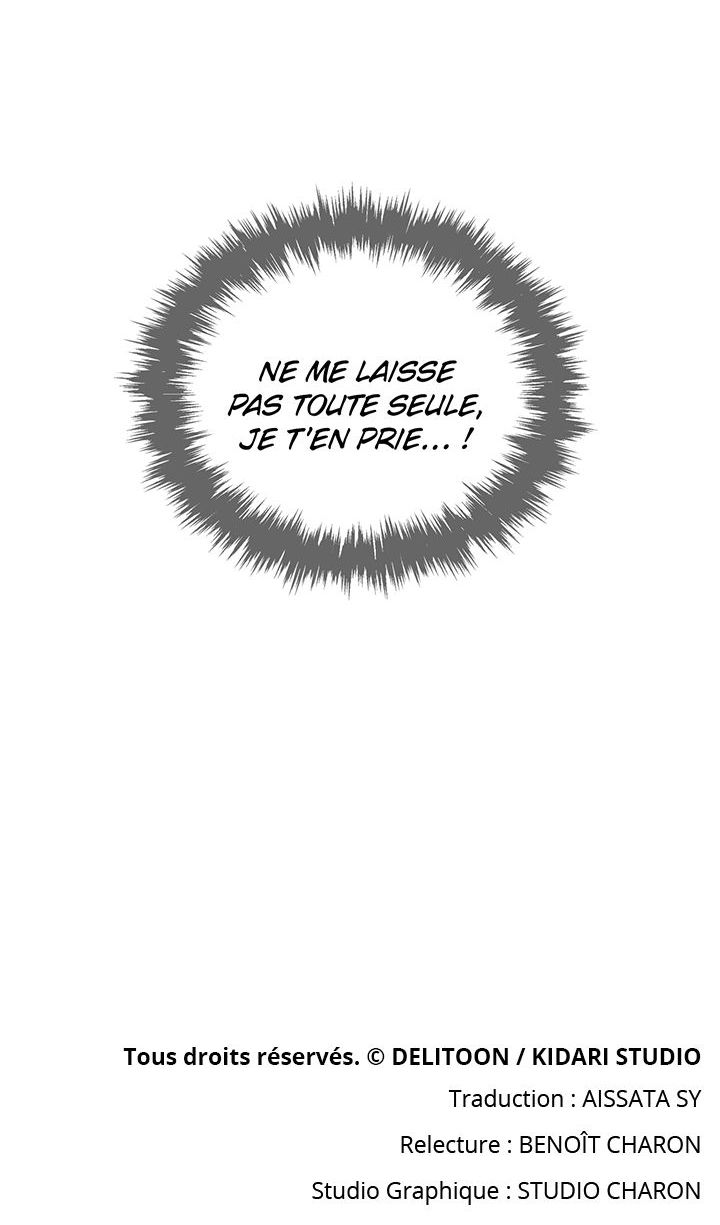 NE ME LAISSE
PAS TOUTE SEULE,
JE T'EN PRIE... !
Tous droits réservés. © DELITOON / KIDARI STUDIO
Traduction : AISSATA SY
Relecture : BENOÎT CHARON
Studio Graphique : STUDIO CHARON